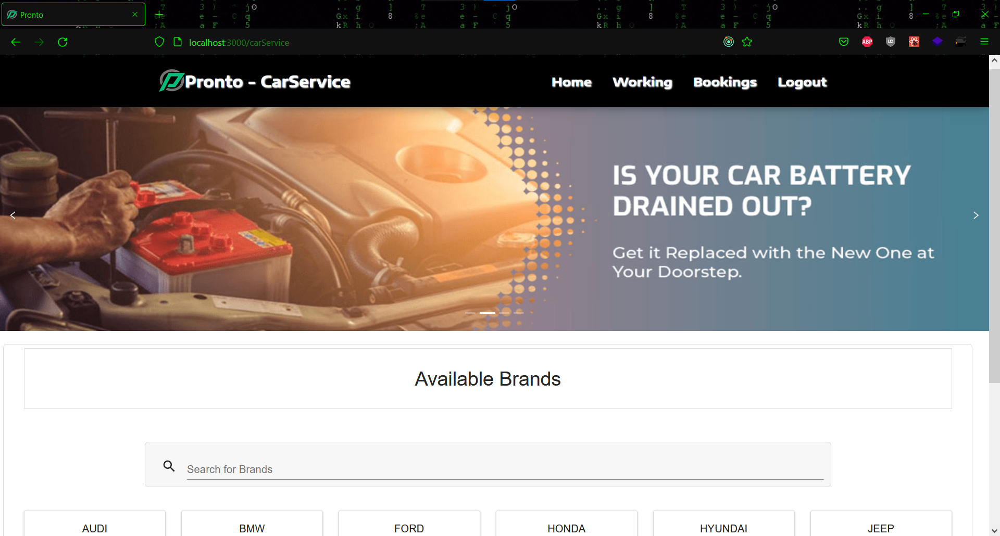 Pronto
localhost:3000/carService
ABP
Pronto - CarService
Home Working Bookings Logout
IS YOUR CAR BATTERY
DRAINED OUT?
Get it Replaced with the New One at
Your Doorstep.
Available Brands
Search for Brands
AUDI BMW FORD HONDA HYUNDAI JEEP